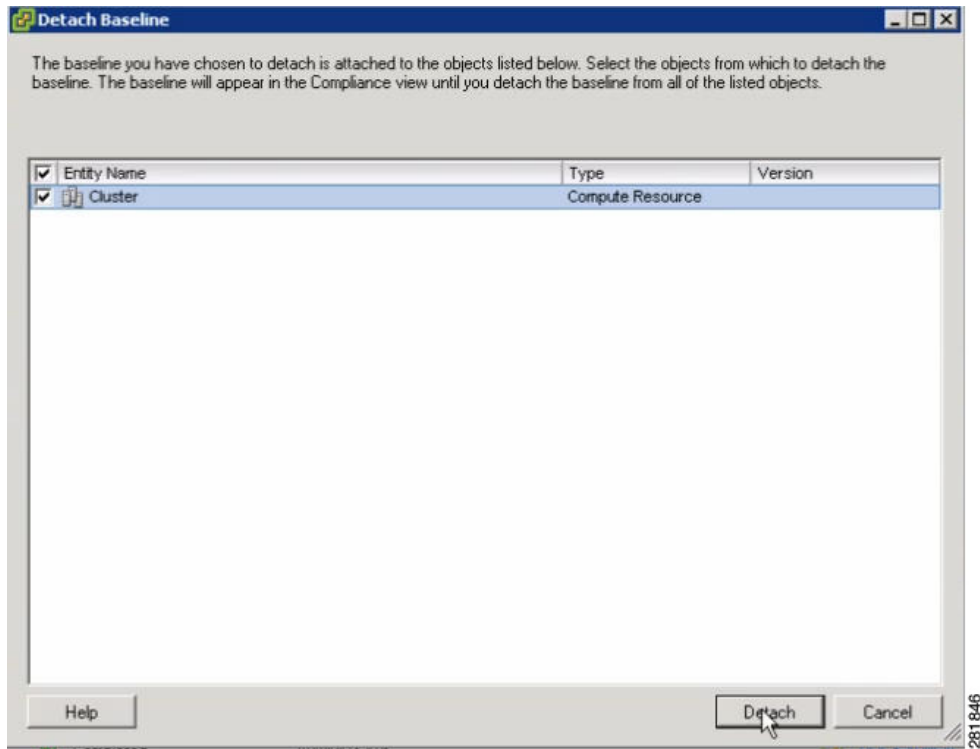 Detach Baseline
The baseline you have chosen to detach is attached to the objects listed below. Select the objects from which to detach the
baseline. The baseline will appear in the Compliance view until you detach the baseline from all of the listed objects.
Entity Name Type Version
Cluster Compute Resource
Help Detach Cancel
281846